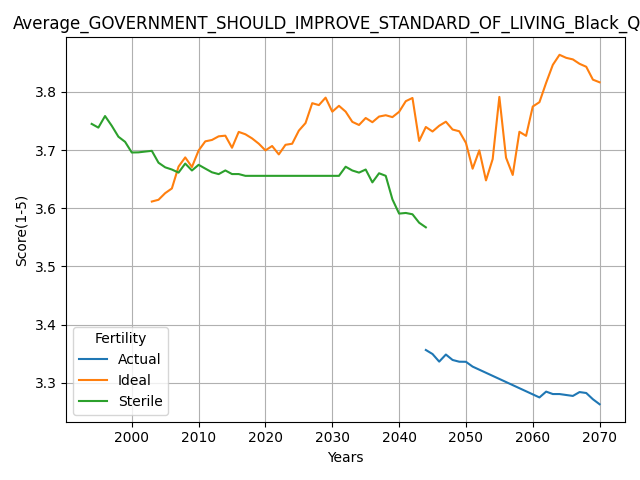 Average_GOVERNMENT_SHOULD_IMPROVE_STANDARD_OF_LIVING_Black_Q
Score(1-5)
3.8
3.7
3.6
3.5
3.4
3.3
Fertility
Actual
Ideal
Sterile
2000 2010 2020 2030 2040 2050 2060 2070
Years